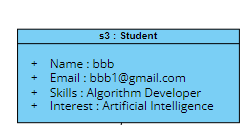 s3 : Student
+ Name : bbb
+ Email : bbb1@gmail.com
+ Skills : Algorithm Developer
+ Interest : Artificial Intelligence